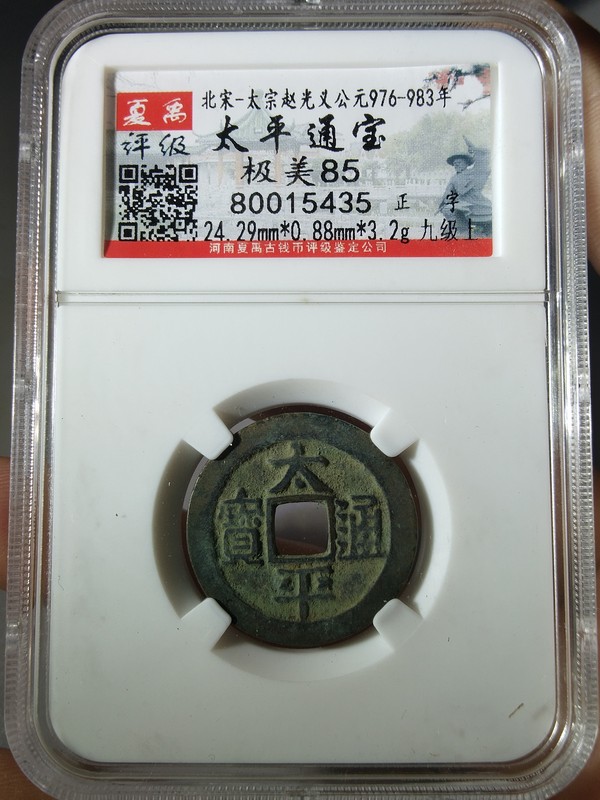 夏禹
评级
北宋-太宗赵光义公元976-983年
太平通宝
极美85
80015435 正 字
24.29mm*0.88mm*3.2g 九级上
河南夏禹古钱币评级鉴定公司
太平通寶